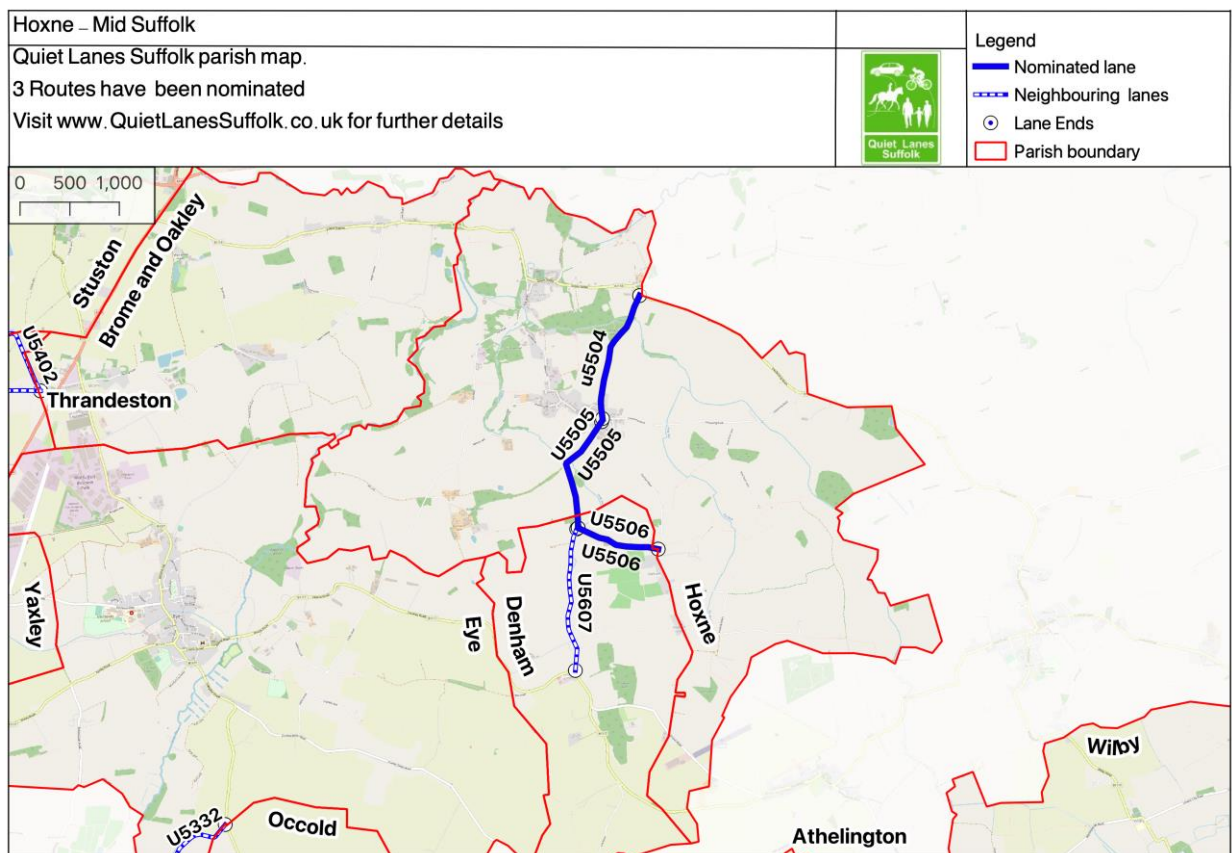 Hoxne – Mid Suffolk
Quiet Lanes Suffolk parish map.
3 Routes have been nominated
Visit www.QuietLanesSuffolk.co.uk for further details
Quiet Lanes
Suffolk
Legend
Nominated lane
Neighbouring lanes
Lane Ends
Parish boundary
0 500 1,000
Stuston
Brome and Oakley
U5402
Thrandeston
u5504
U5505
U5505
U5506
U5506
U5607
Hoxne
Yaxley
Eye
Denham
U5332
Occold
Wilby
Athelington